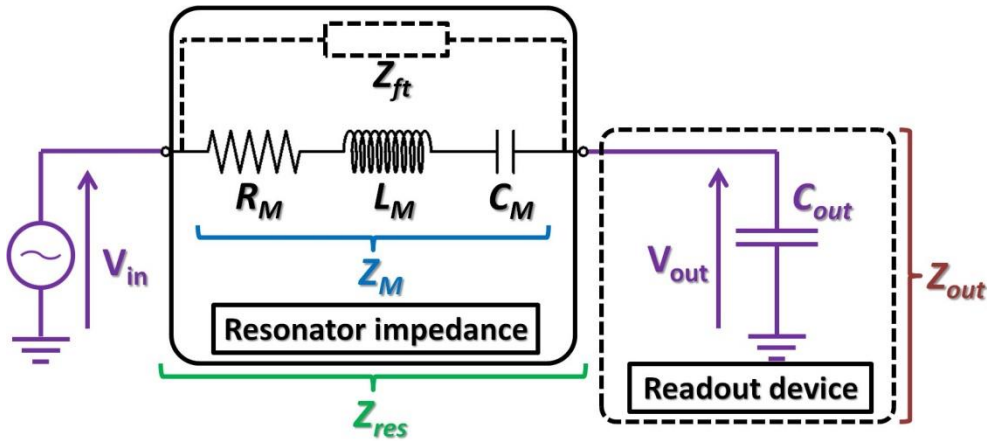 Z_ft
R_M L_M C_M
C_out
V_in
Z_M
V_out
Z_out
Resonator impedance
Readout device
Z_res